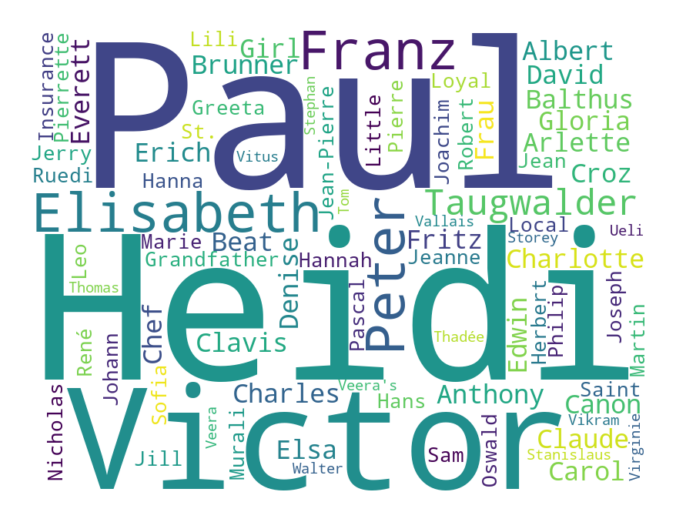 Insurance
Pierrette
Everett
Lili
Girl
Brunner
Franz
Albert
David
Paul
Stephan
Loyal
Greeta
Little
Pierre
Joachim
Robert
Frau
Balthus
Gloria
St.
Jean-Pierre
Arlette
Jerry
Erich
Vitus
Jean
Croz
Ruedi
Hanna
Tom
Elisabeth
Peter
Taugwalder
Vallais
Local
Ueli
Marie
Beat
Denise
Fritz
Storey
Leo
Grandfather
Hannah
Jeanne
Charlotte
Heidi
Thomas
Pascal
Edwin
Herbert
Philip
Joseph
Martin
René
Johann
Chef
Clavis
Thadée
Sofia
Charles
Veera's
Hans
Anthony
Saint
Canon
Nicholas
Victor
Veera
Murali
Vikram
Virginie
Claude
Jill
Elsa
Walter
Sam
Oswald
Stanislaus
Carol